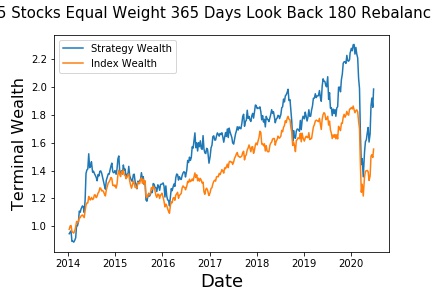 5 Stocks Equal Weight 365 Days Look Back 180 Rebalanc
Strategy Wealth
Index Wealth
Terminal Wealth
2.2
2.0
1.8
1.6
1.4
1.2
1.0
2014 2015 2016 2017 2018 2019 2020
Date